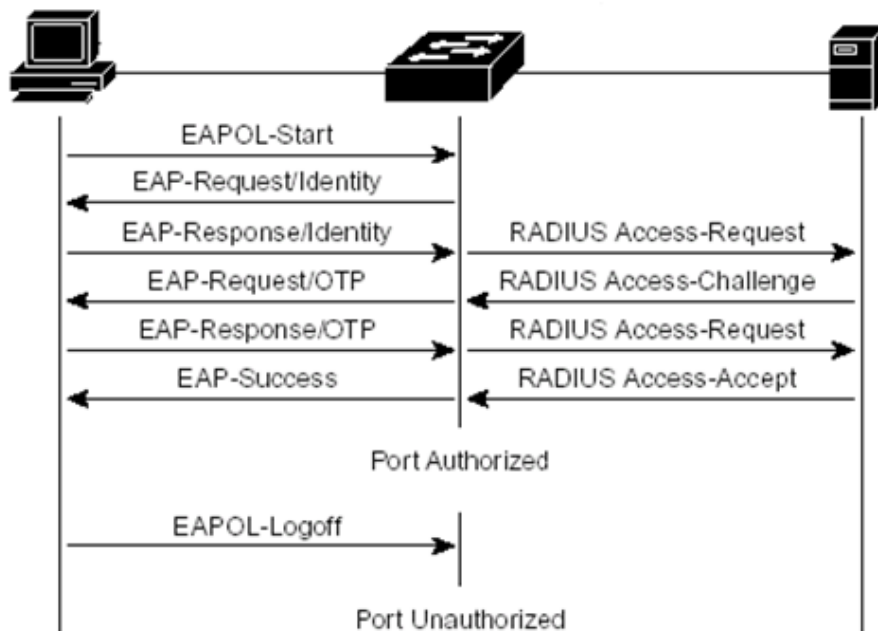 EAPOL-Start
EAP-Request/Identity
EAP-Response/Identity RADIUS Access-Request
EAP-Request/OTP RADIUS Access-Challenge
EAP-Response/OTP RADIUS Access-Request
EAP-Success RADIUS Access-Accept
Port Authorized
EAPOL-Logoff
Port Unauthorized